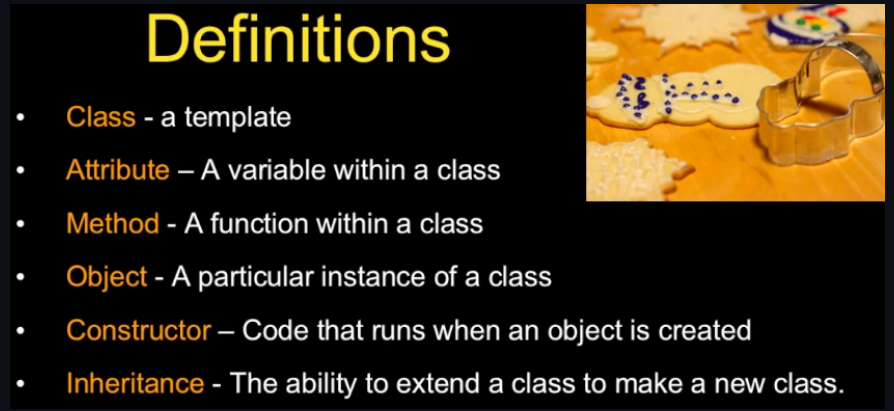 Definitions
• Class - a template
• Attribute – A variable within a class
• Method - A function within a class
• Object - A particular instance of a class
• Constructor – Code that runs when an object is created
• Inheritance - The ability to extend a class to make a new class.